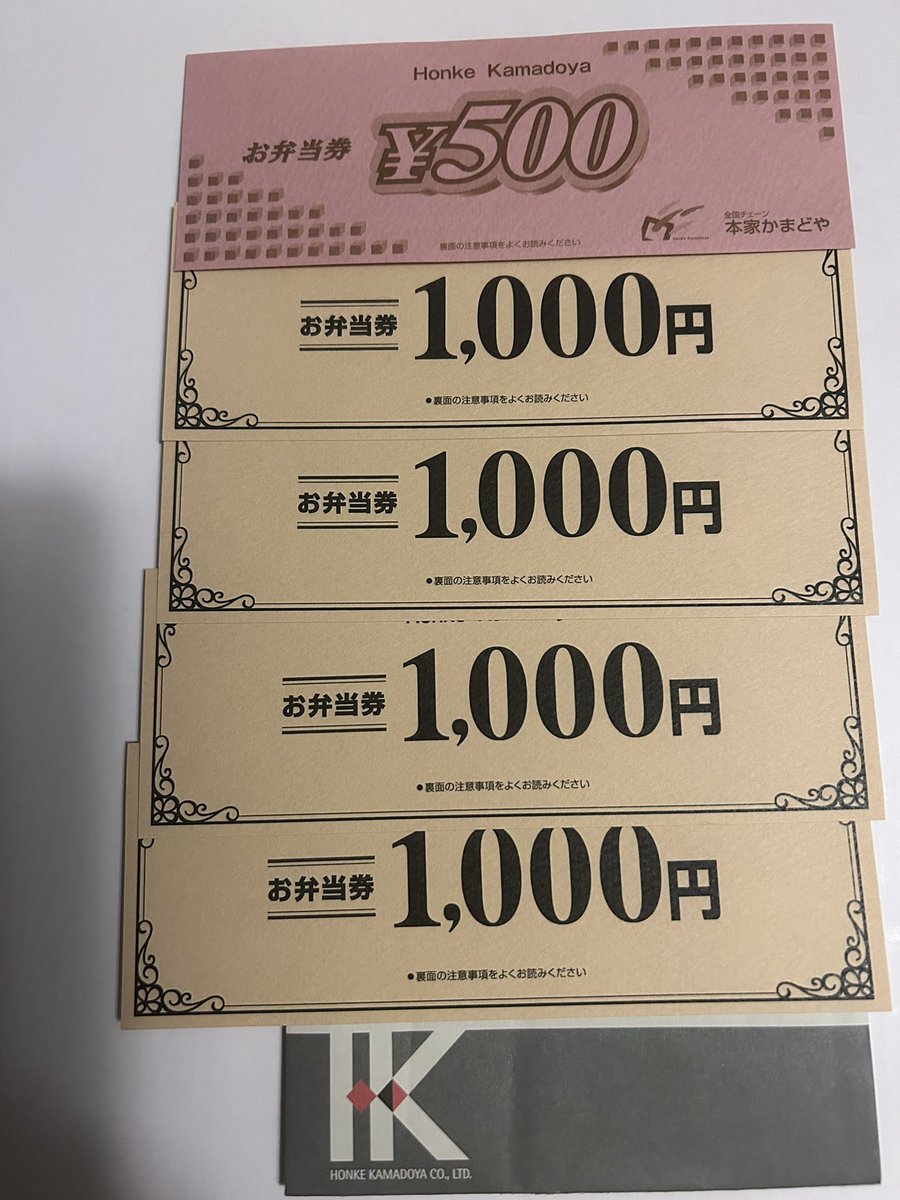 Honke Kamadoya
お弁当券 ¥500
全国チェーン
本家かまどや
裏面の注意事項をよくお読みください
お弁当券 1,000円
●裏面の注意事項をよくお読みください
お弁当券 1,000円
●裏面の注意事項をよくお読みください
お弁当券 1,000円
●裏面の注意事項をよくお読みください
お弁当券 1,000円
●裏面の注意事項をよくお読みください
HK
HONKE KAMADOYA CO., LTD.